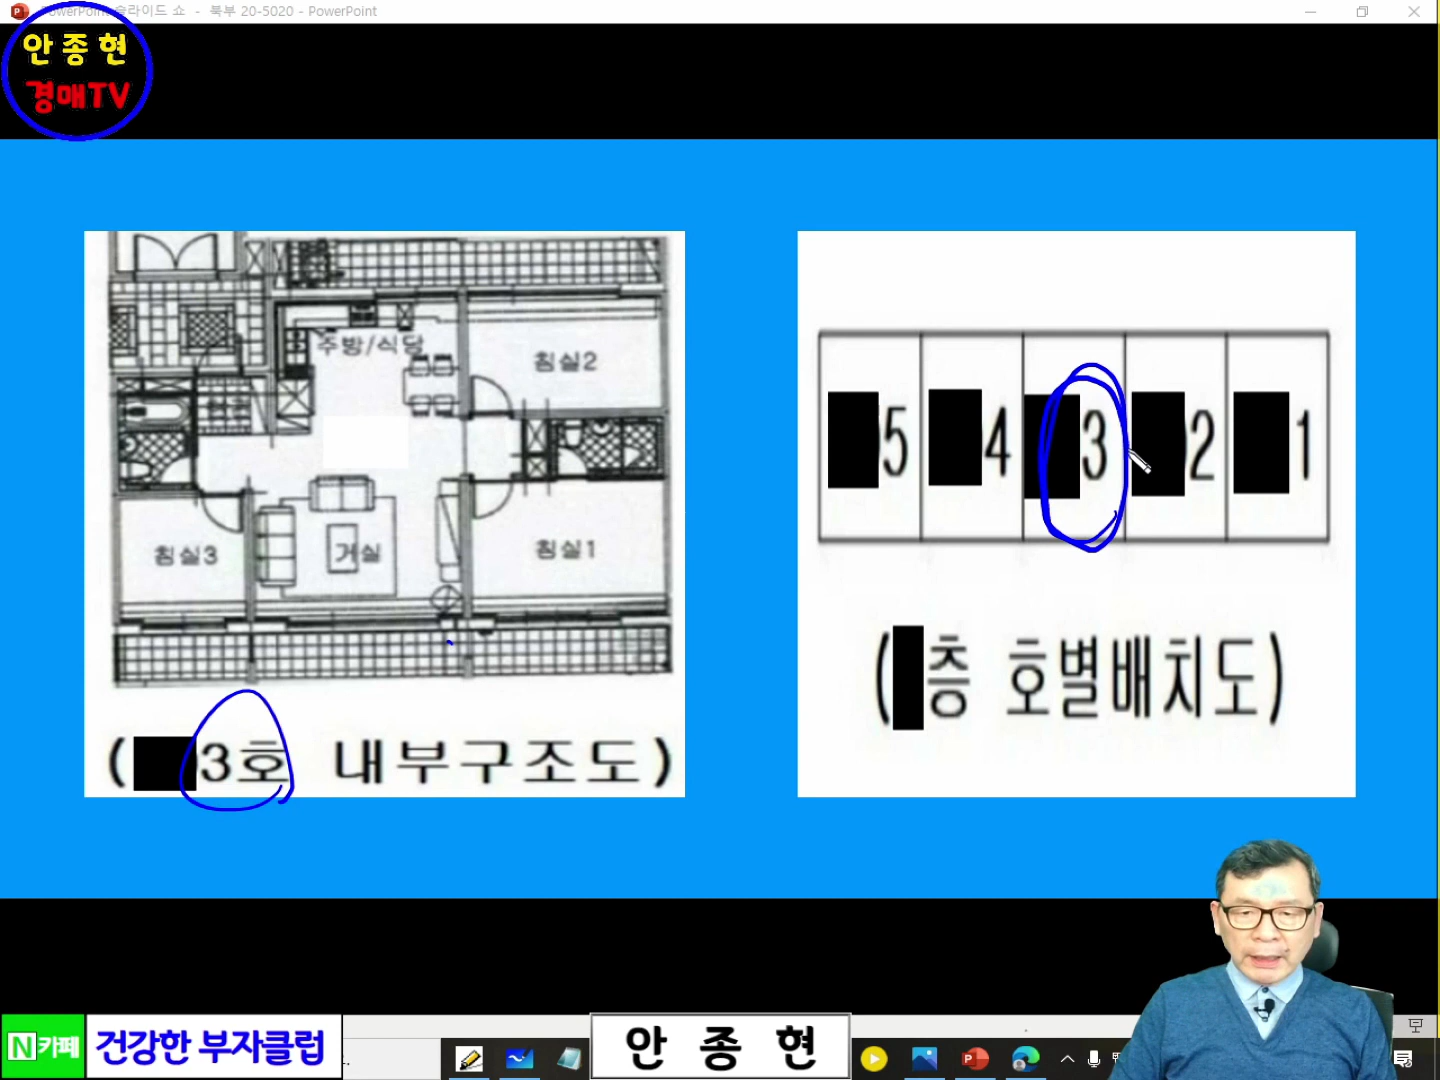 PowerPoint 슬라이드 쇼 - 북부 20-5020 - PowerPoint
안 종 현
경매TV
주방/식당
침실2
침실3
거실
침실1
3호 내부구조도)
5 4 3 2 1
층 호별배치도)
N카페
건강한 부자클럽
안 종 현